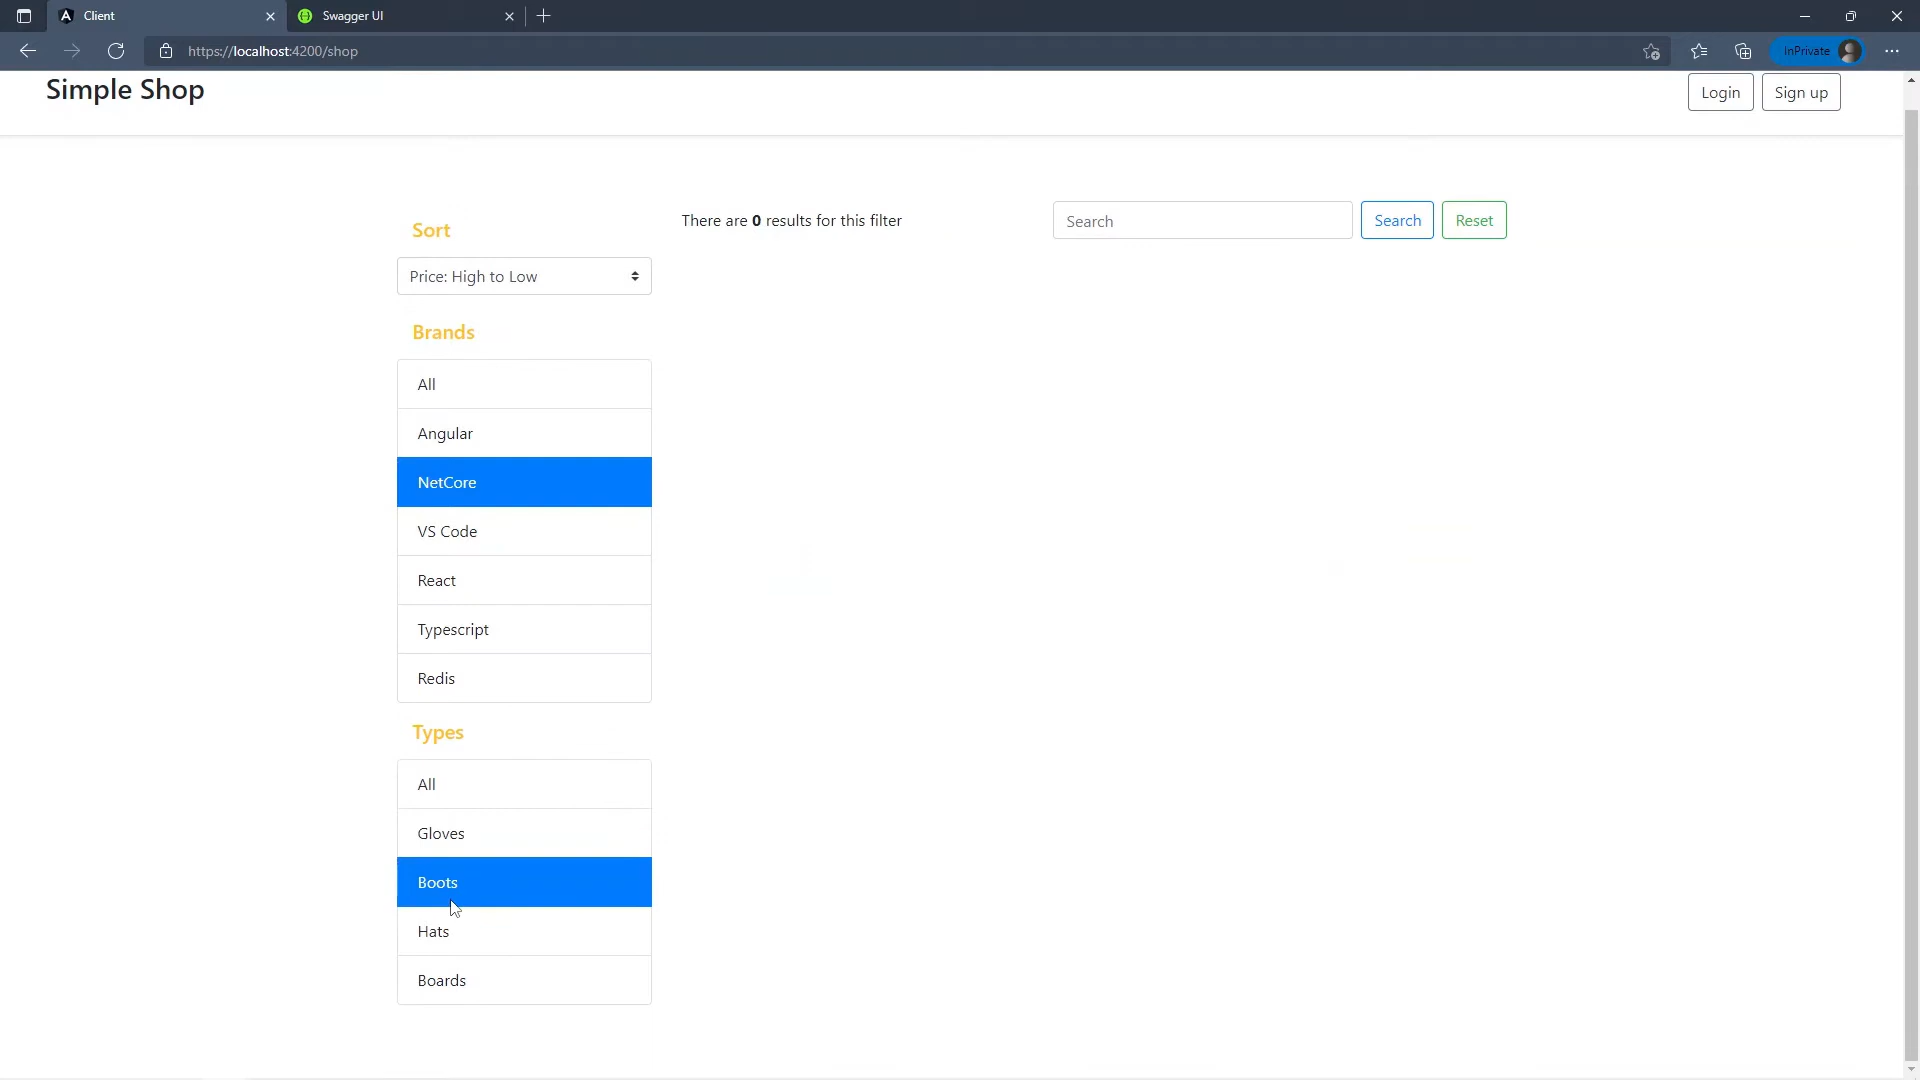 Client
Swagger UI
https://localhost:4200/shop
InPrivate
Simple Shop
Login
Sign up
Sort
There are 0 results for this filter
Search
Search
Reset
Price: High to Low
Brands
All
Angular
NetCore
VS Code
React
Typescript
Redis
Types
All
Gloves
Boots
Hats
Boards